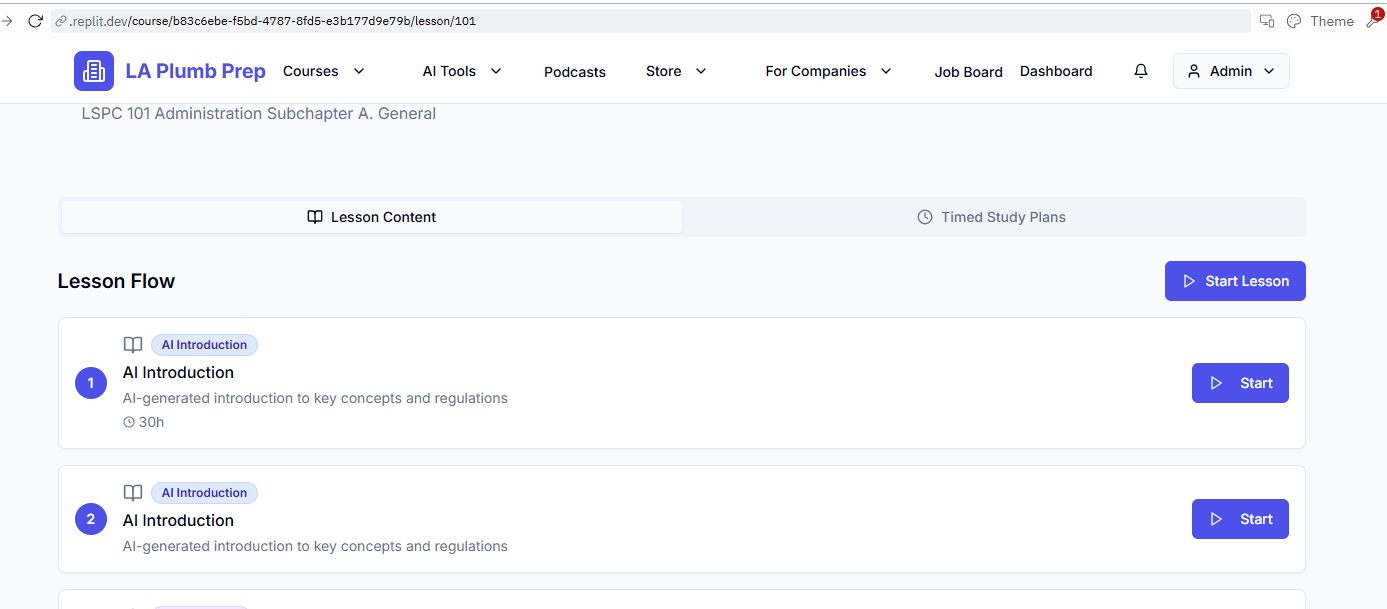 .replit.dev/course/b83c6ebe-f5bd-4787-8fd5-e3b177d9e79b/lesson/101
Theme
1
LA Plumb Prep
Courses
AI Tools
Podcasts
Store
For Companies
Job Board
Dashboard
Admin
LSPC 101 Administration Subchapter A. General
Lesson Content
Timed Study Plans
Lesson Flow
Start Lesson
AI Introduction
1
AI Introduction
AI-generated introduction to key concepts and regulations
30h
Start
AI Introduction
2
AI Introduction
AI-generated introduction to key concepts and regulations
Start